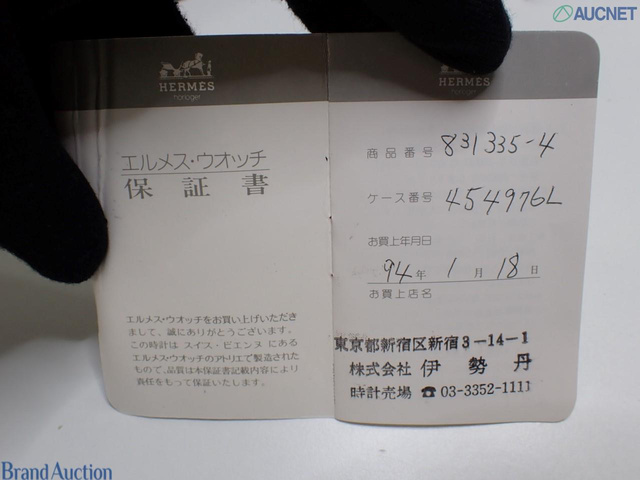 AUCNET
HERMÈS
horloger
エルメス・ウオッチ
保証書
エルメス・ウオッチをお買い上げいただき
まして、誠にありがとうございます。
この時計は スイス・ビエンヌ にある
エルメス・ウオッチのアトリエで製造された
もので、品質は本保証書記載内容により
責任をもって保証いたします。
HERMÈS
horloger
商品番号 831335-4
ケース番号 454976L
お買上年月日
94年 1月 18日
お買上店名
東京都新宿区新宿3-14-1
株式会社 伊勢丹
時計売場 ☎ 03-3352-1111
Brand Auction